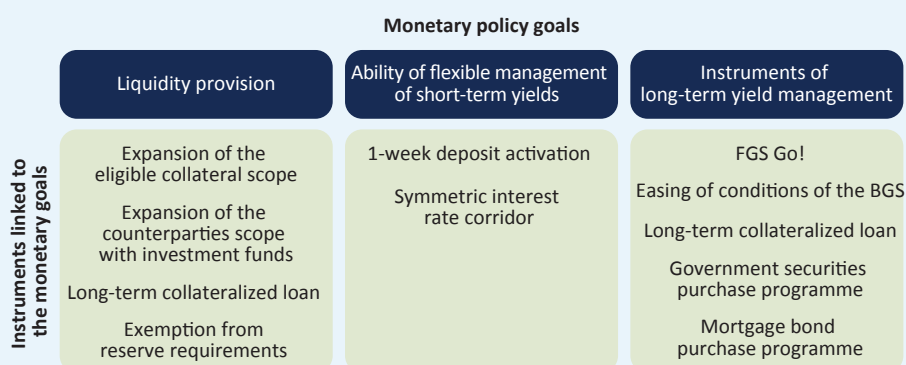 Monetary policy goals
Liquidity provision
Ability of flexible management
of short-term yields
Instruments of
long-term yield management
Instruments linked to
the monetary goals
Expansion of the
eligible collateral scope
Expansion of the
counterparties scope
with investment funds
Long-term collateralized loan
Exemption from
reserve requirements
1-week deposit activation
Symmetric interest
rate corridor
FGS Go!
Easing of conditions of the BGS
Long-term collateralized loan
Government securities
purchase programme
Mortgage bond
purchase programme